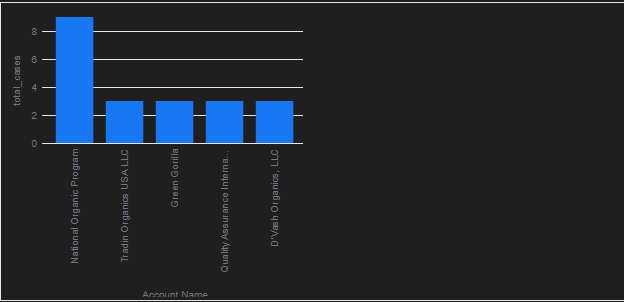 total_cases
8
6
4
2
0
National Organic Program
Tradin Organics USA LLC
Green Gorilla
Quality Assurance Interna...
D'Vash Organics, LLC
Account Name